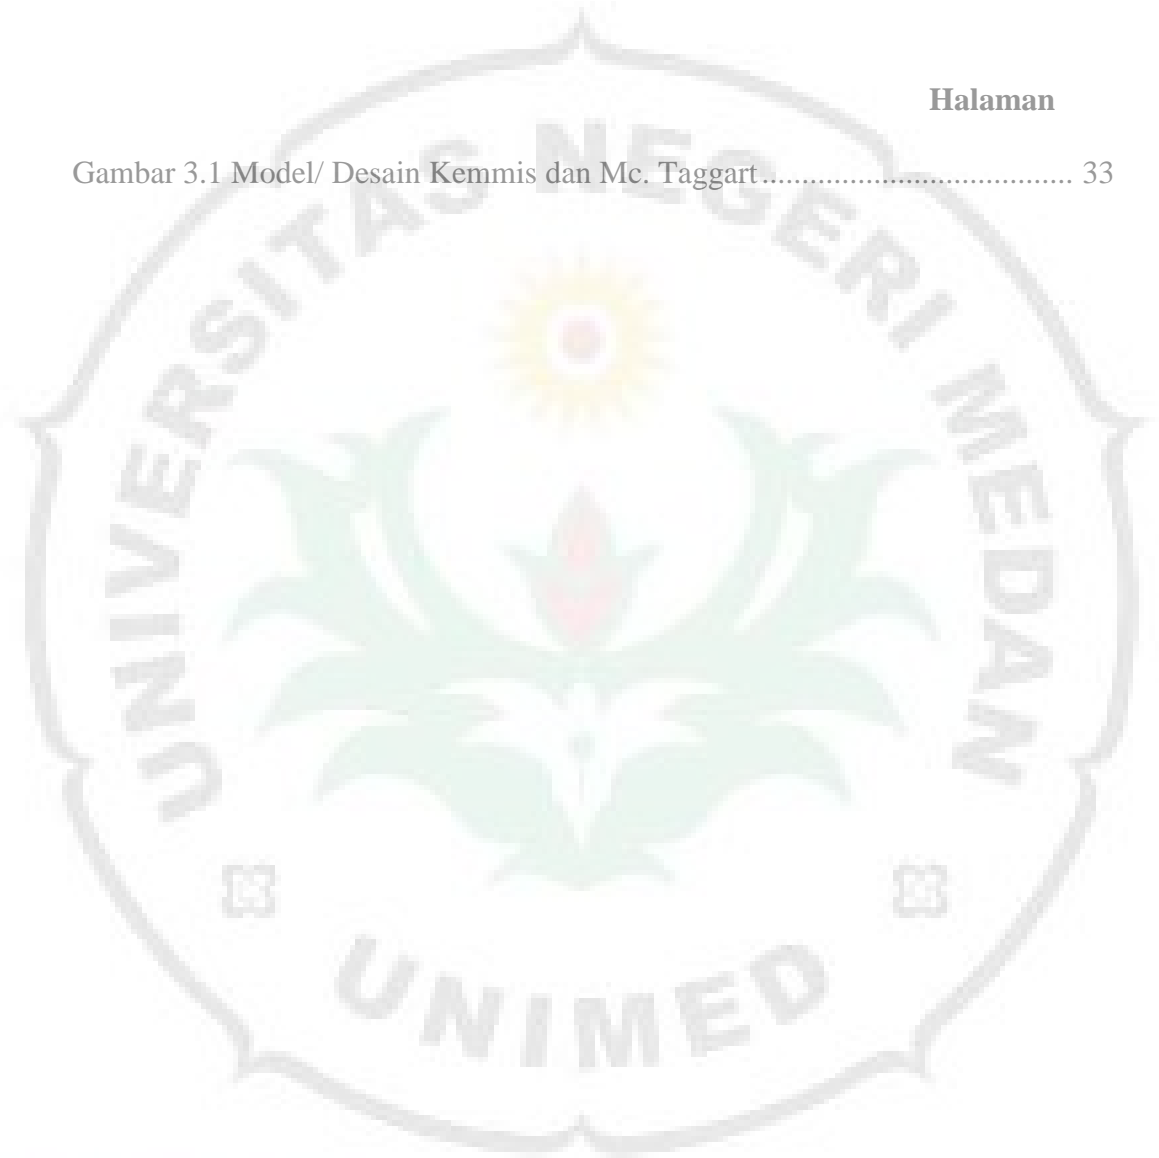 Halaman
Gambar 3.1 Model/ Desain Kemmis dan Mc. Taggart....................................... 33
UNIVERSITAS NEGERI MEDAN
UNIMED